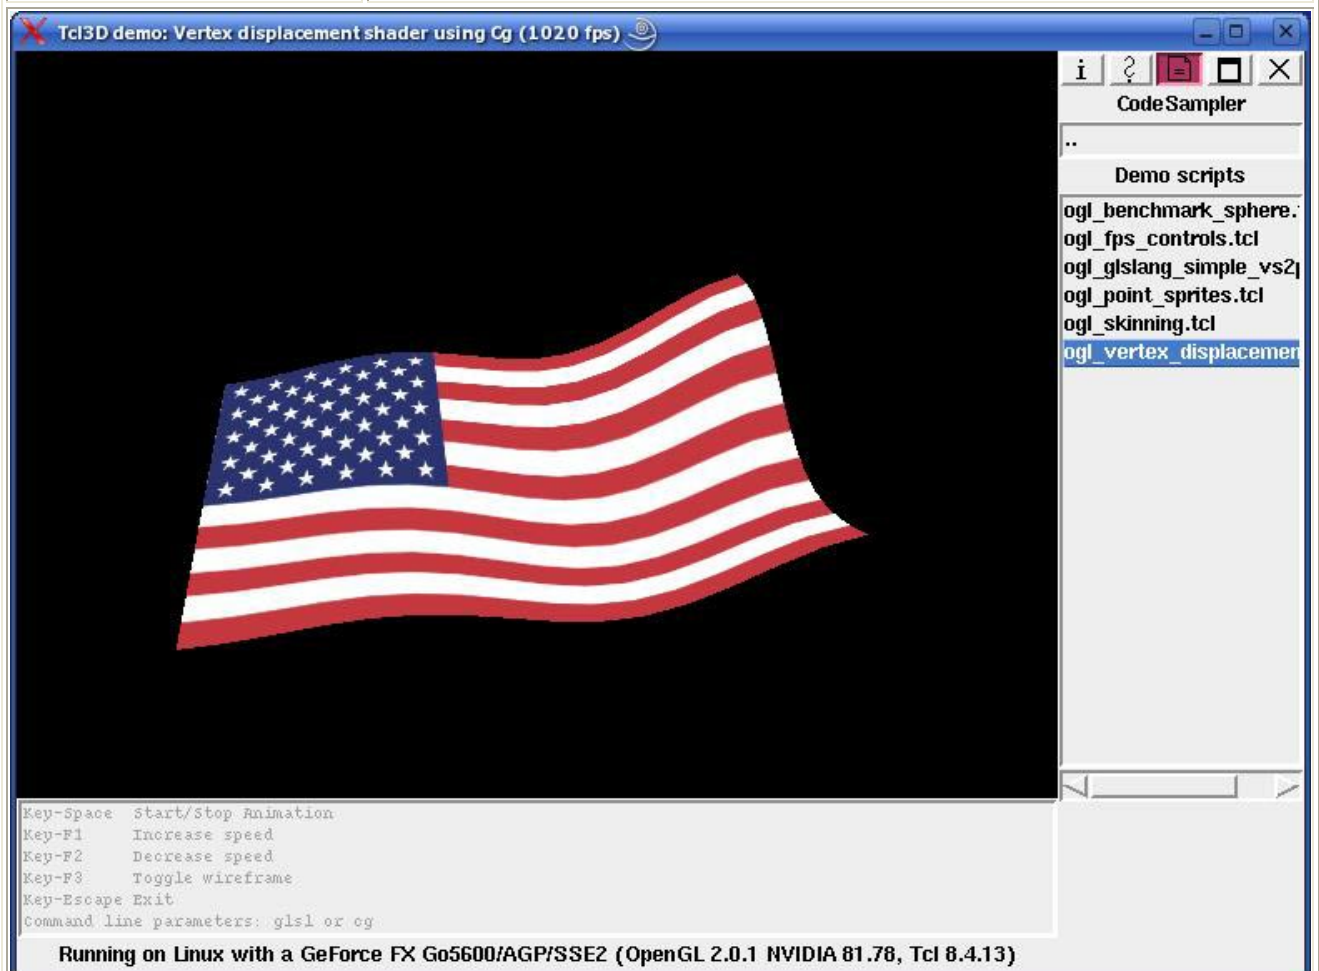 Tcl3D demo: Vertex displacement shader using Cg (1020 fps)
i ?
CodeSampler
..
Demo scripts
ogl_benchmark_sphere.
ogl_fps_controls.tcl
ogl_glslang_simple_vs2p
ogl_point_sprites.tcl
ogl_skinning.tcl
ogl_vertex_displacemen
Key-Space Start/Stop Animation
Key-F1 Increase speed
Key-F2 Decrease speed
Key-F3 Toggle wireframe
Key-Escape Exit
Command line parameters: glsl or cg
Running on Linux with a GeForce FX Go5600/AGP/SSE2 (OpenGL 2.0.1 NVIDIA 81.78, Tcl 8.4.13)